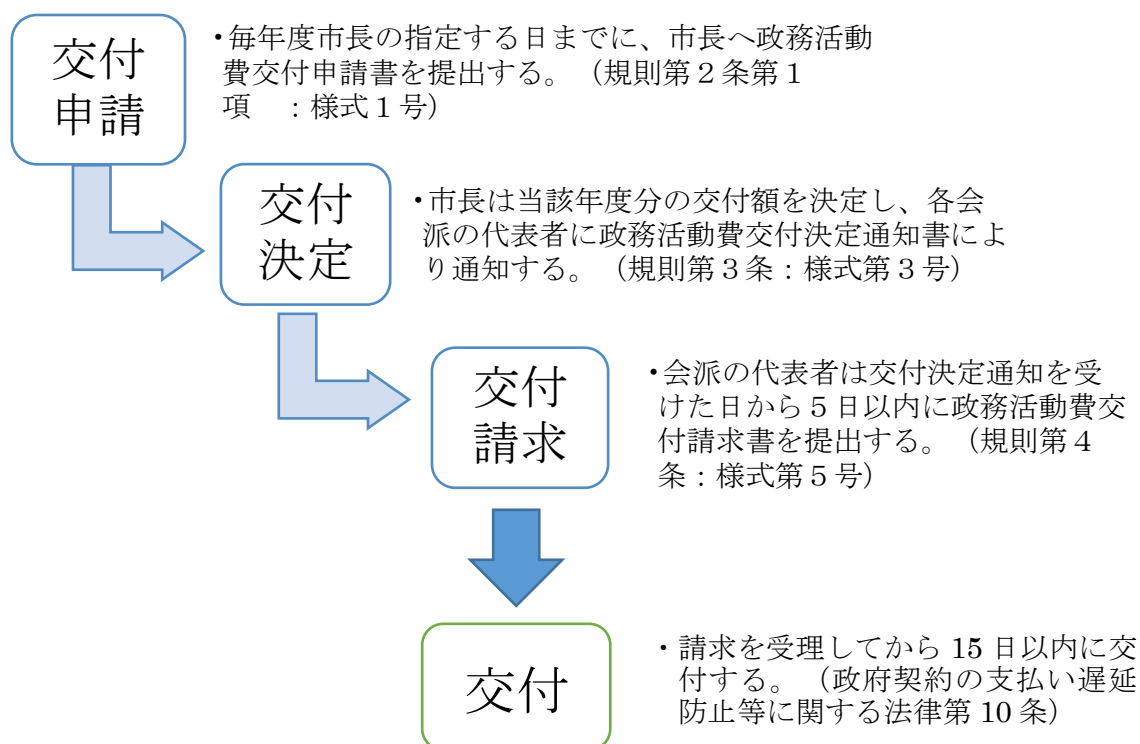 交付
申請
・毎年度市長の指定する日までに、市長へ政務活動
費交付申請書を提出する。（規則第２条第１
項　：様式１号）
交付
決定
・市長は当該年度分の交付額を決定し、各会
派の代表者に政務活動費交付決定通知書によ
り通知する。（規則第３条：様式第３号）
交付
請求
・会派の代表者は交付決定通知を受
けた日から５日以内に政務活動費交
付請求書を提出する。（規則第４
条：様式第５号）
交付
・請求を受理してから 15 日以内に交
付する。（政府契約の支払い遅延
防止等に関する法律第 10 条）